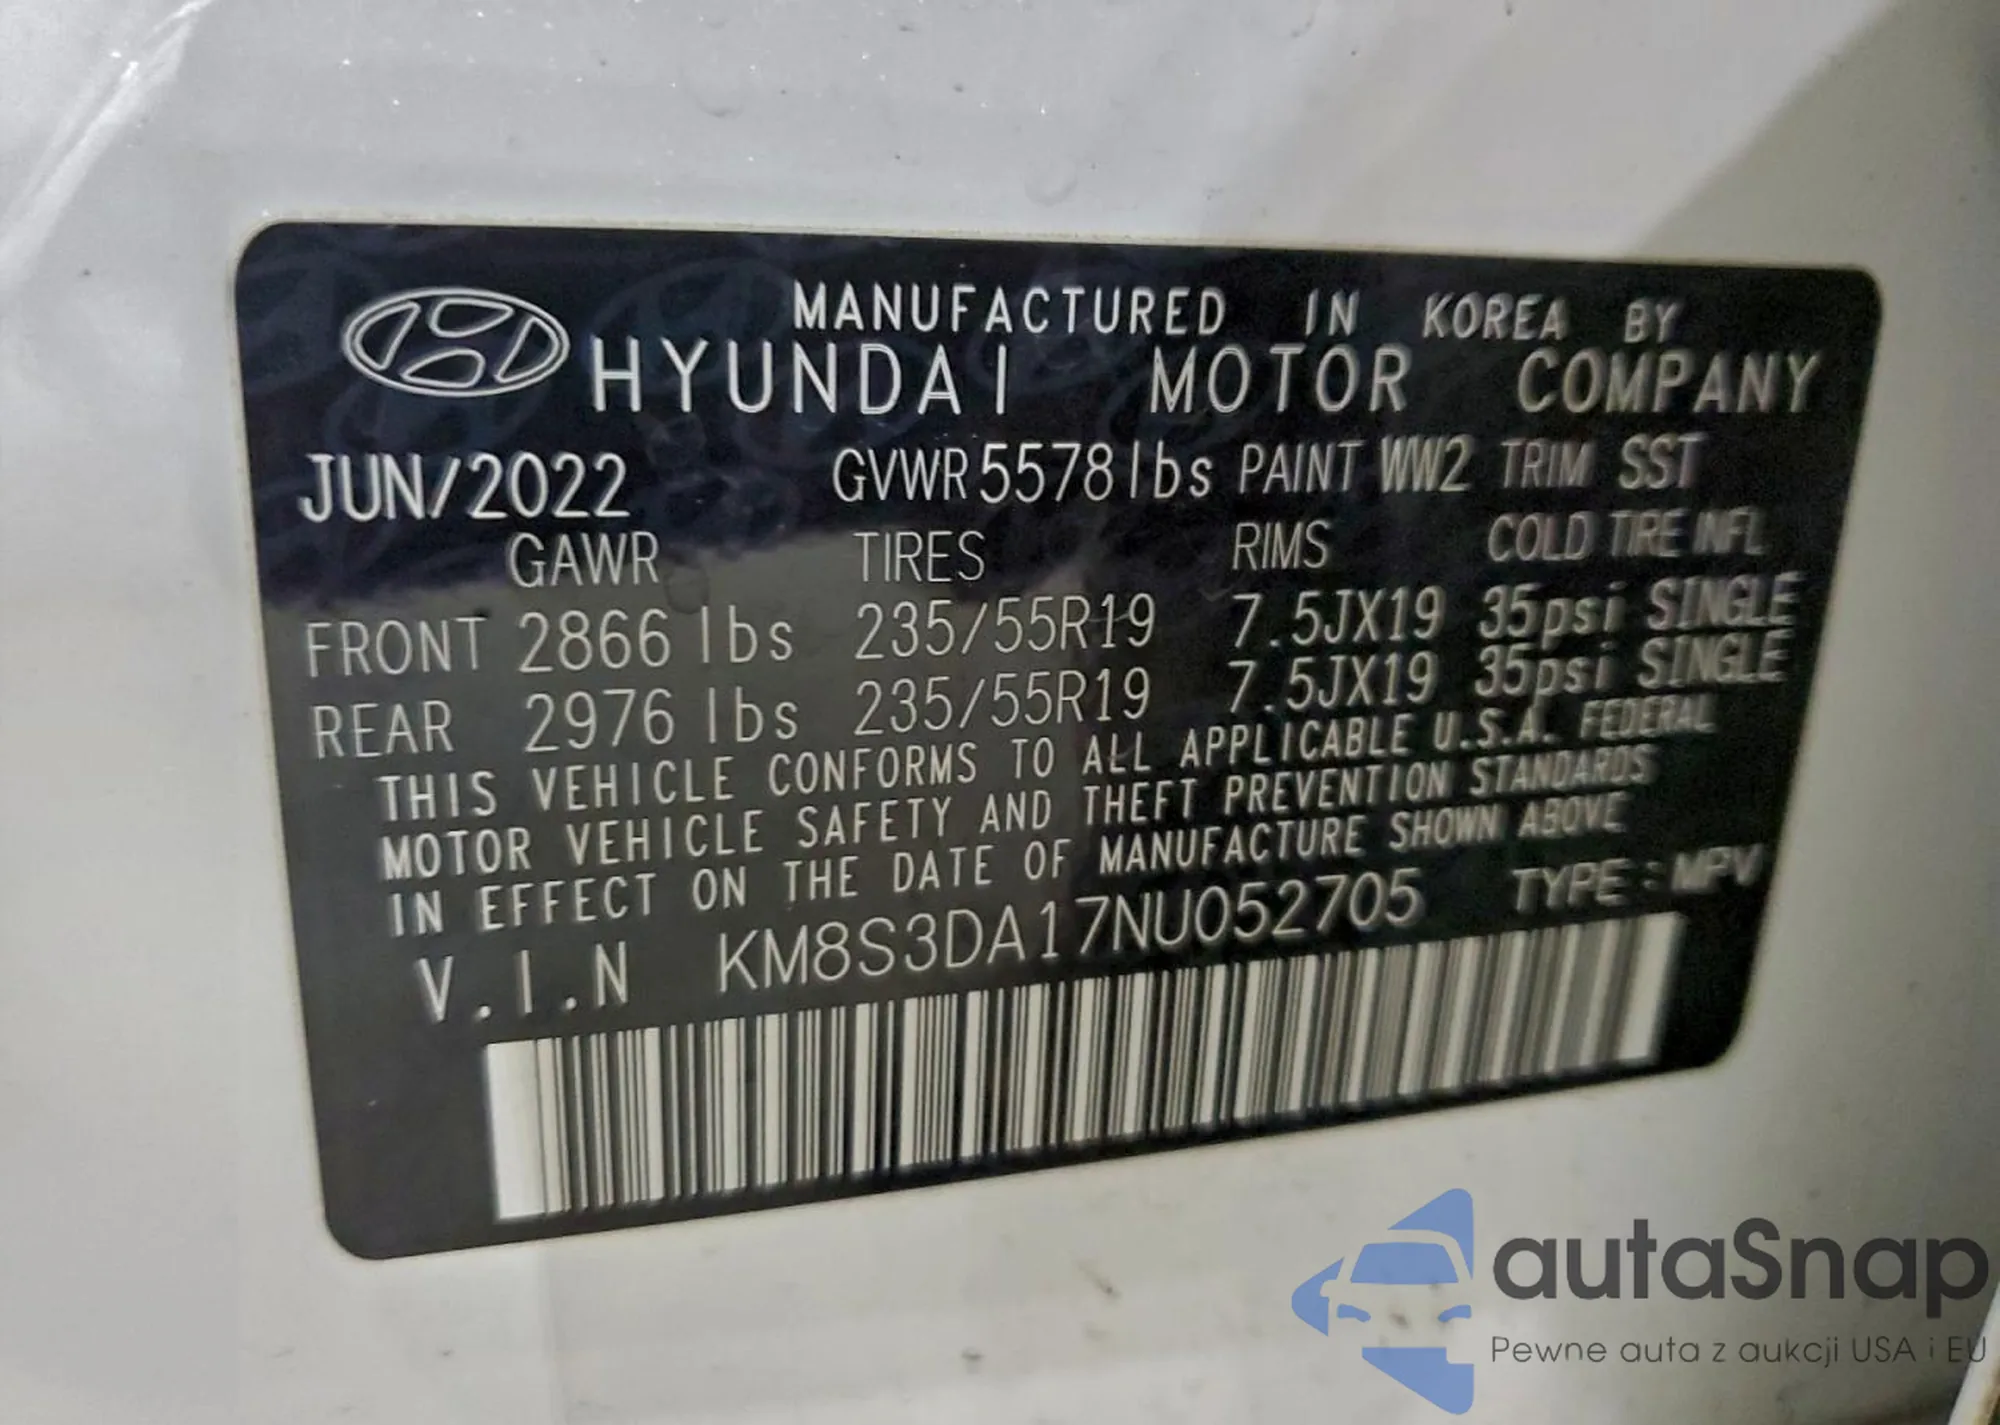 MANUFACTURED IN KOREA BY
HYUNDAI MOTOR COMPANY
JUN/2022 GVWR 5578 lbs PAINT WW2 TRIM SST
GAWR TIRES RIMS COLD TIRE INFL
FRONT 2866 lbs 235/55R19 7.5JX19 35psi SINGLE
REAR 2976 lbs 235/55R19 7.5JX19 35psi SINGLE
THIS VEHICLE CONFORMS TO ALL APPLICABLE U.S.A. FEDERAL
MOTOR VEHICLE SAFETY AND THEFT PREVENTION STANDARDS
IN EFFECT ON THE DATE OF MANUFACTURE SHOWN ABOVE
V.I.N KM8S3DA17NU052705 TYPE : MPV
autaSnap
Pewne auta z aukcji USA i EU